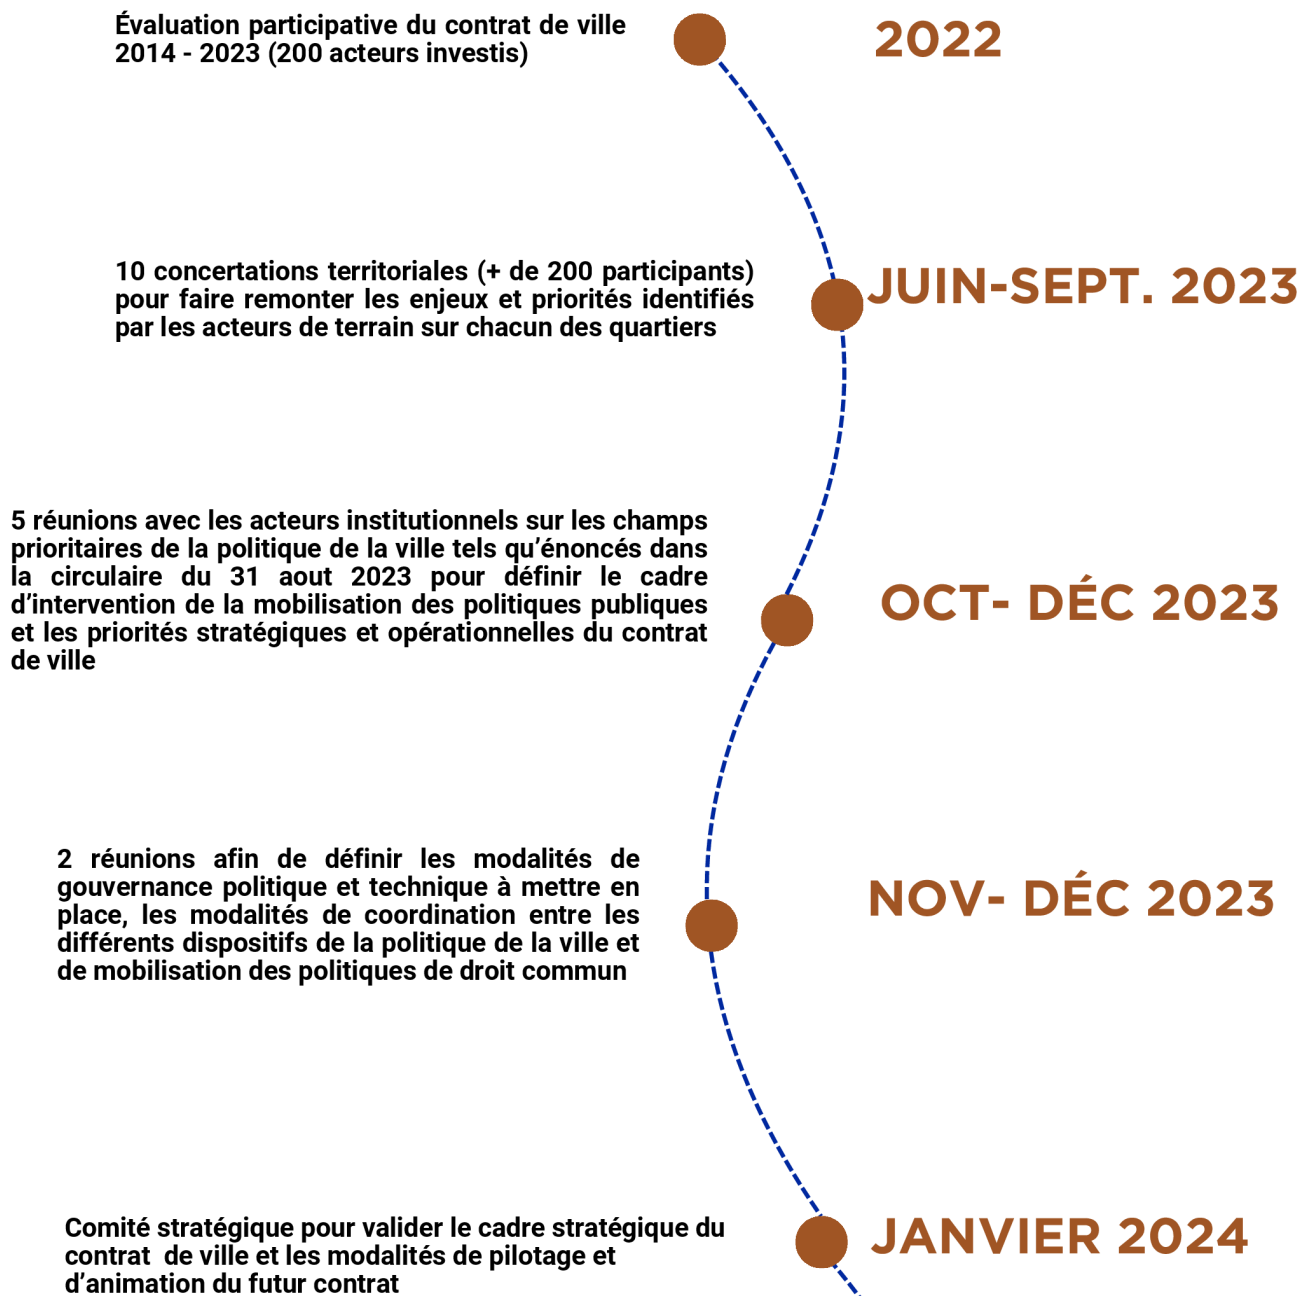 Évaluation participative du contrat de ville
2014 - 2023 (200 acteurs investis)
2022
10 concertations territoriales (+ de 200 participants)
pour faire remonter les enjeux et priorités identifiés
par les acteurs de terrain sur chacun des quartiers
JUIN-SEPT. 2023
5 réunions avec les acteurs institutionnels sur les champs
prioritaires de la politique de la ville tels qu’énoncés dans
la circulaire du 31 aout 2023 pour définir le cadre
d’intervention de la mobilisation des politiques publiques
et les priorités stratégiques et opérationnelles du contrat
de ville
OCT- DÉC 2023
2 réunions afin de définir les modalités de
gouvernance politique et technique à mettre en
place, les modalités de coordination entre les
différents dispositifs de la politique de la ville et
de mobilisation des politiques de droit commun
NOV- DÉC 2023
Comité stratégique pour valider le cadre stratégique du
contrat  de ville et les modalités de pilotage et
d’animation du futur contrat
JANVIER 2024